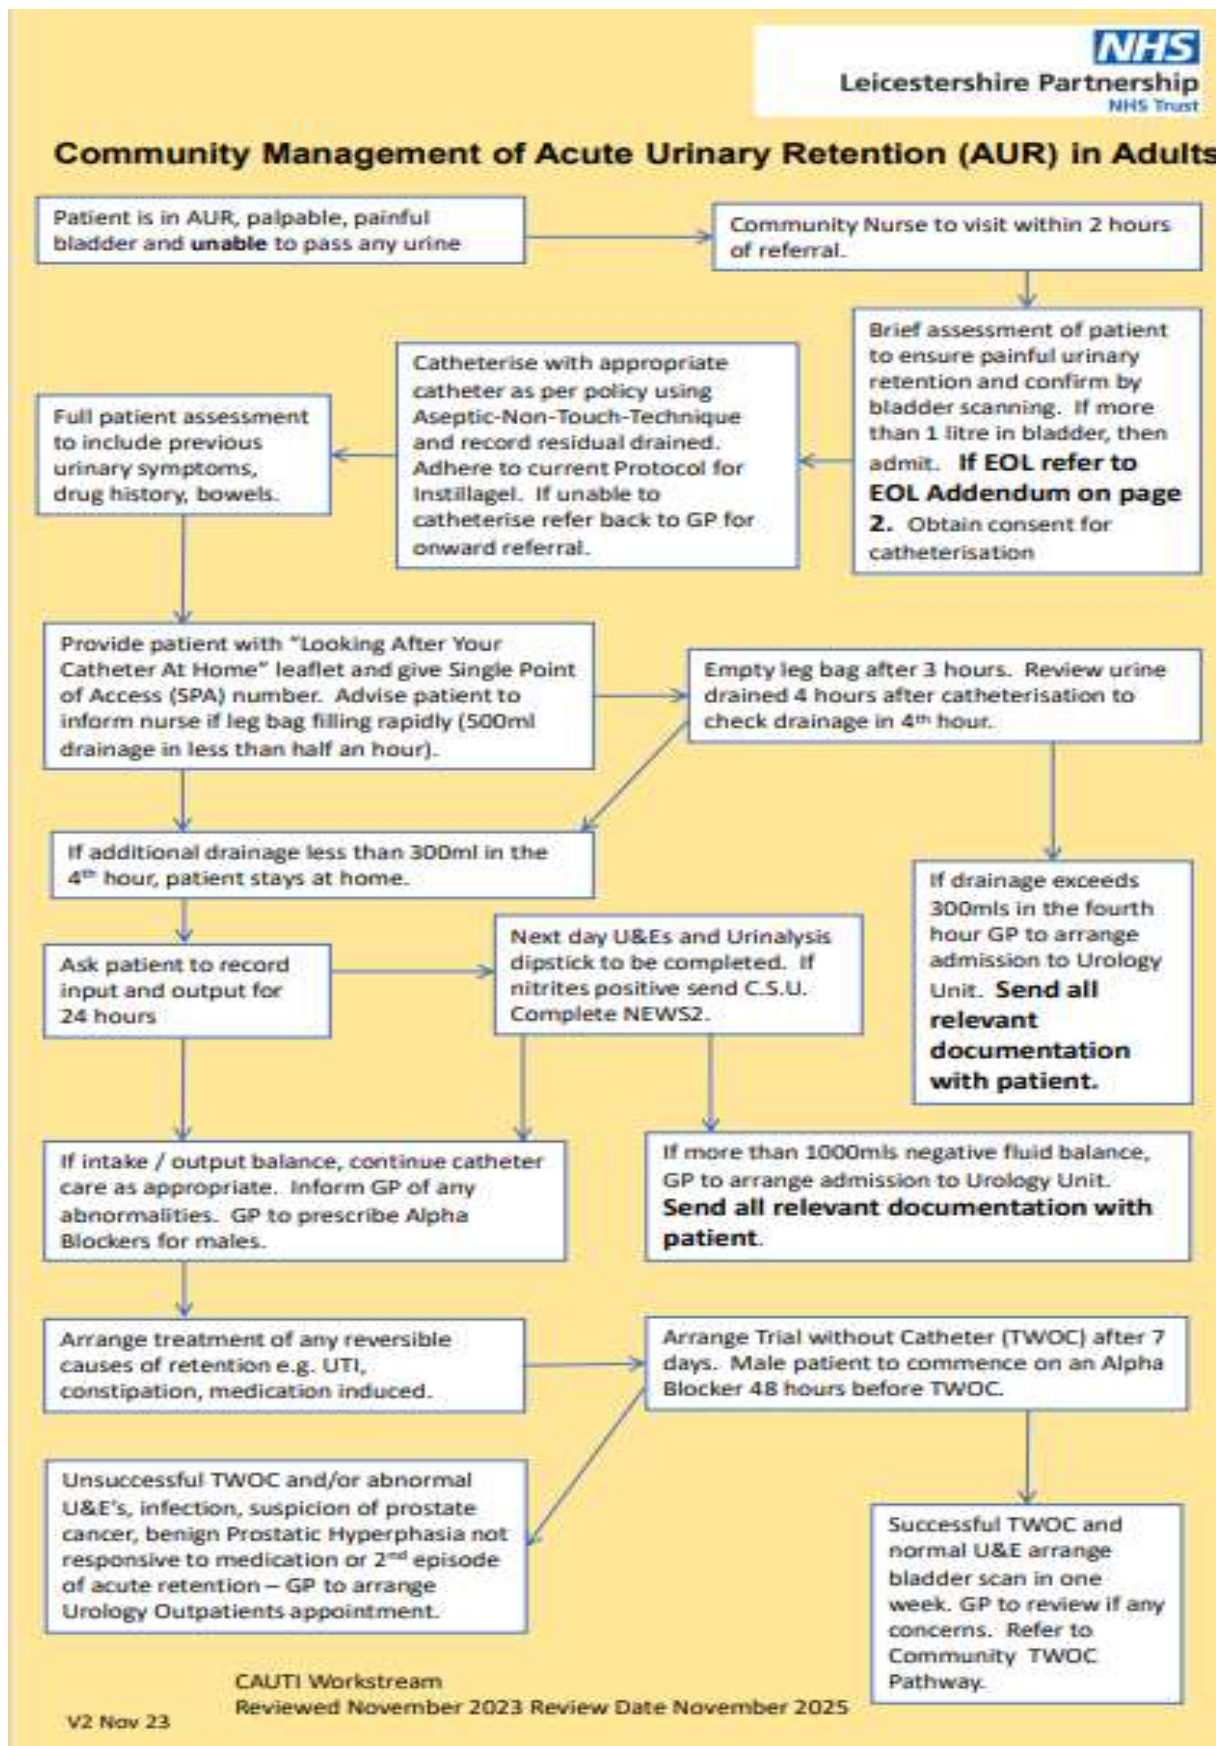 NHS
Leicestershire Partnership
NHS Trust
Community Management of Acute Urinary Retention (AUR) in Adults
Patient is in AUR, palpable, painful
bladder and unable to pass any urine
Community Nurse to visit within 2 hours
of referral.
Brief assessment of patient
to ensure painful urinary
retention and confirm by
bladder scanning. If more
than 1 litre in bladder, then
admit. If EOL refer to
EOL Addendum on page
2. Obtain consent for
catheterisation
Catheterise with appropriate
catheter as per policy using
Aseptic-Non-Touch-Technique
and record residual drained.
Adhere to current Protocol for
Instillagel. If unable to
catheterise refer back to GP for
onward referral.
Full patient assessment
to include previous
urinary symptoms,
drug history, bowels.
Provide patient with "Looking After Your
Catheter At Home" leaflet and give Single Point
of Access (SPA) number. Advise patient to
inform nurse if leg bag filling rapidly (500ml
drainage in less than half an hour).
Empty leg bag after 3 hours. Review urine
drained 4 hours after catheterisation to
check drainage in 4th hour.
If additional drainage less than 300ml in the
4th hour, patient stays at home.
If drainage exceeds
300mls in the fourth
hour GP to arrange
admission to Urology
Unit. Send all
relevant
documentation
with patient.
Ask patient to record
input and output for
24 hours
Next day U&Es and Urinalysis
dipstick to be completed. If
nitrites positive send C.S.U.
Complete NEWS2.
If intake / output balance, continue catheter
care as appropriate. Inform GP of any
abnormalities. GP to prescribe Alpha
Blockers for males.
If more than 1000mls negative fluid balance,
GP to arrange admission to Urology Unit.
Send all relevant documentation with
patient.
Arrange treatment of any reversible
causes of retention e.g. UTI,
constipation, medication induced.
Arrange Trial without Catheter (TWOC) after 7
days. Male patient to commence on an Alpha
Blocker 48 hours before TWOC.
Unsuccessful TWOC and/or abnormal
U&E's, infection, suspicion of prostate
cancer, benign Prostatic Hyperphasia not
responsive to medication or 2nd episode
of acute retention – GP to arrange
Urology Outpatients appointment.
Successful TWOC and
normal U&E arrange
bladder scan in one
week. GP to review if any
concerns. Refer to
Community TWOC
Pathway.
CAUTI Workstream
Reviewed November 2023 Review Date November 2025
V2 Nov 23